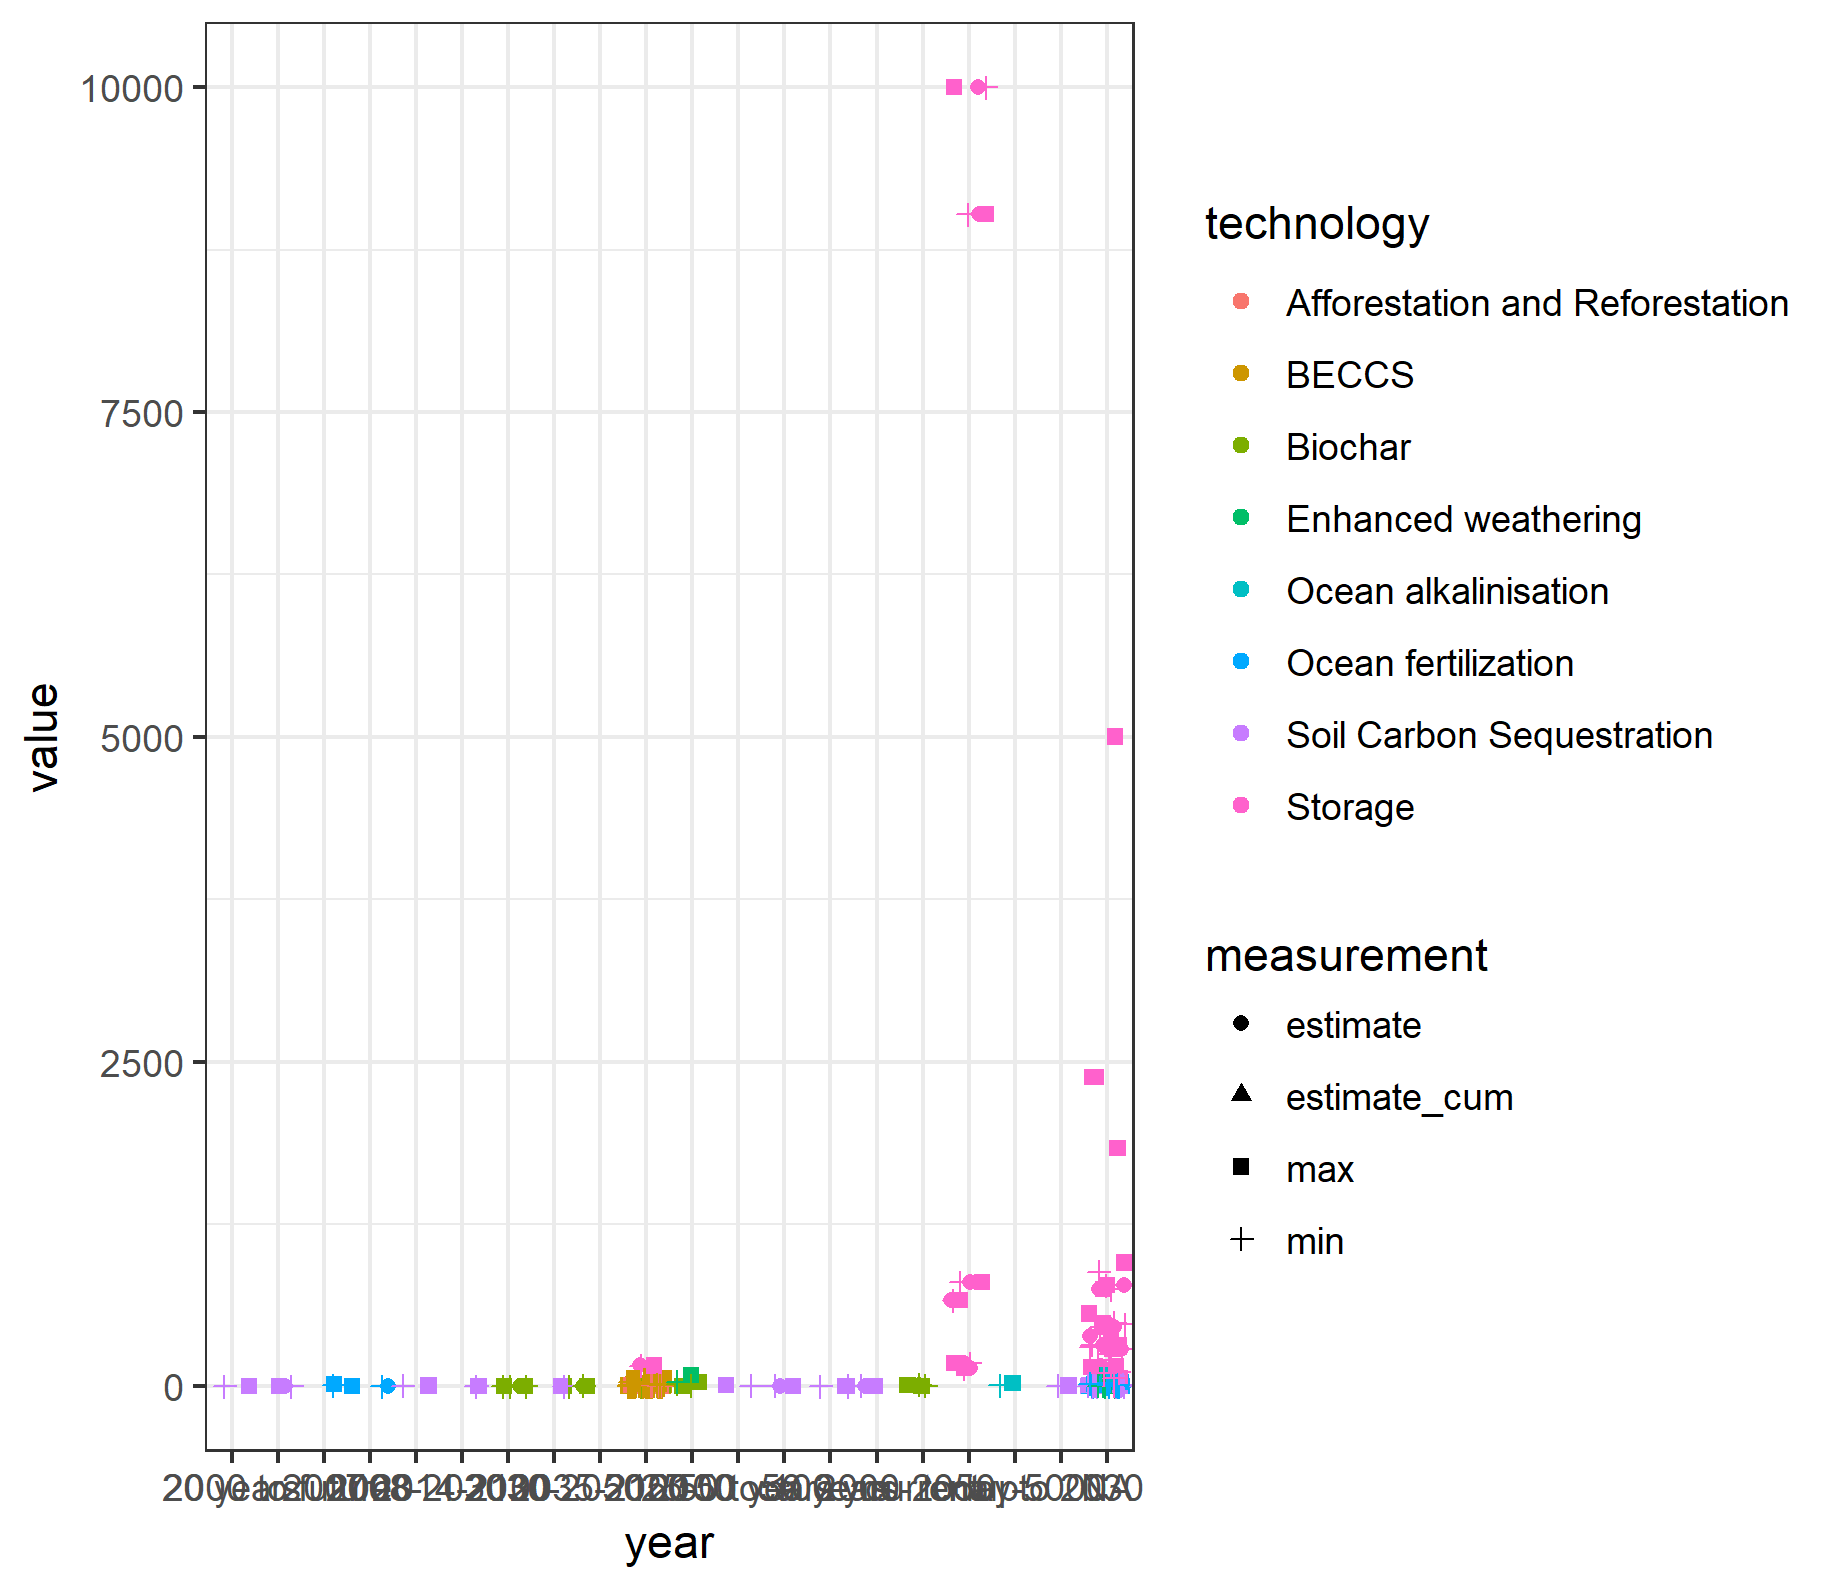 10000
7500
5000
2500
0
value
2000
year
technology
Afforestation and Reforestation
BECCS
Biochar
Enhanced weathering
Ocean alkalinisation
Ocean fertilization
Soil Carbon Sequestration
Storage
measurement
estimate
estimate_cum
max
min